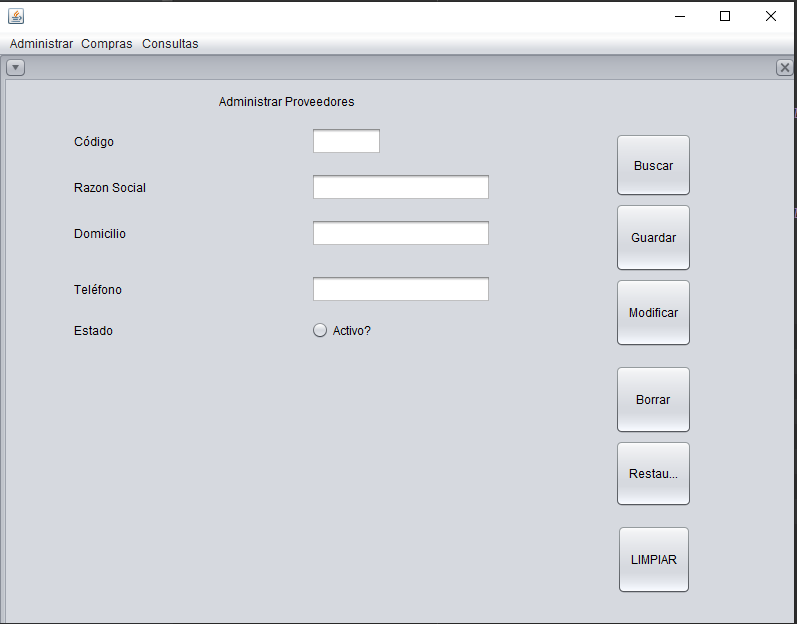 Administrar Compras Consultas
Administrar Proveedores
Código
Razon Social
Domicilio
Teléfono
Estado
Activo?
Buscar
Guardar
Modificar
Borrar
Restau...
LIMPIAR